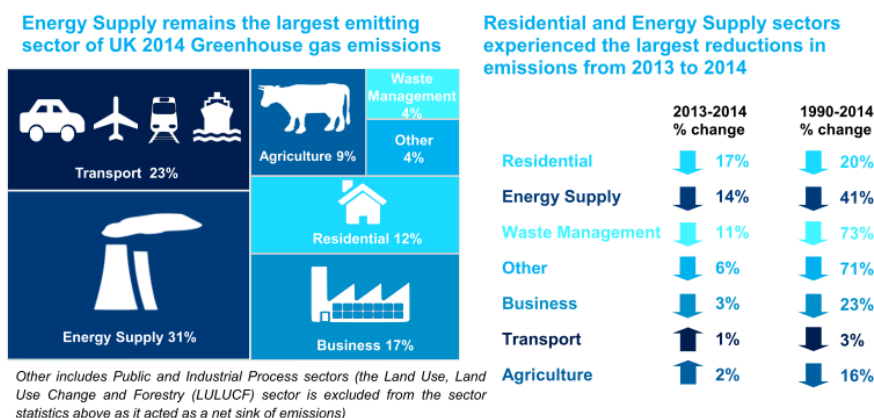 Energy Supply remains the largest emitting
sector of UK 2014 Greenhouse gas emissions
Transport 23%
Agriculture 9%
Waste
Management
4%
Other
4%
Residential 12%
Energy Supply 31%
Business 17%
Other includes Public and Industrial Process sectors (the Land Use, Land
Use Change and Forestry (LULUCF) sector is excluded from the sector
statistics above as it acted as a net sink of emissions)
Residential and Energy Supply sectors
experienced the largest reductions in
emissions from 2013 to 2014
2013-2014 1990-2014
% change % change
Residential 17% 20%
Energy Supply 14% 41%
Waste Management 11% 73%
Other 6% 71%
Business 3% 23%
Transport 1% 3%
Agriculture 2% 16%